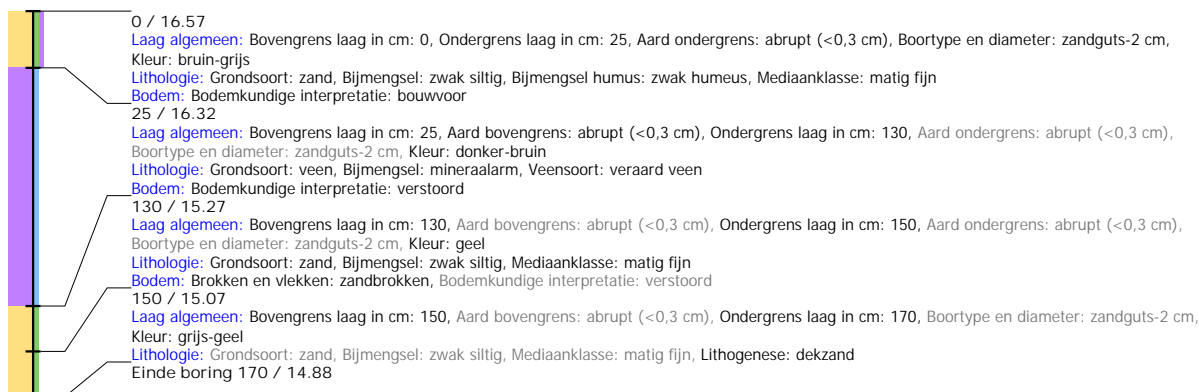 0 / 16.57
Laag algemeen: Bovengrens laag in cm: 0, Ondergrens laag in cm: 25, Aard ondergrens: abrupt (<0,3 cm), Boortype en diameter: zandguts-2 cm,
Kleur: bruin-grijs
Lithologie: Grondsoort: zand, Bijmengsel: zwak siltig, Bijmengsel humus: zwak humeus, Mediaanklasse: matig fijn
Bodem: Bodemkundige interpretatie: bouwvoor
25 / 16.32
Laag algemeen: Bovengrens laag in cm: 25, Aard bovengrens: abrupt (<0,3 cm), Ondergrens laag in cm: 130, Aard ondergrens: abrupt (<0,3 cm),
Boortype en diameter: zandguts-2 cm, Kleur: donker-bruin
Lithologie: Grondsoort: veen, Bijmengsel: mineraalarm, Veensoort: veraard veen
Bodem: Bodemkundige interpretatie: verstoord
130 / 15.27
Laag algemeen: Bovengrens laag in cm: 130, Aard bovengrens: abrupt (<0,3 cm), Ondergrens laag in cm: 150, Aard ondergrens: abrupt (<0,3 cm),
Boortype en diameter: zandguts-2 cm, Kleur: geel
Lithologie: Grondsoort: zand, Bijmengsel: zwak siltig, Mediaanklasse: matig fijn
Bodem: Brokken en vlekken: zandbrokken, Bodemkundige interpretatie: verstoord
150 / 15.07
Laag algemeen: Bovengrens laag in cm: 150, Aard bovengrens: abrupt (<0,3 cm), Ondergrens laag in cm: 170, Boortype en diameter: zandguts-2 cm,
Kleur: grijs-geel
Lithologie: Grondsoort: zand, Bijmengsel: zwak siltig, Mediaanklasse: matig fijn, Lithogenese: dekzand
Einde boring 170 / 14.88